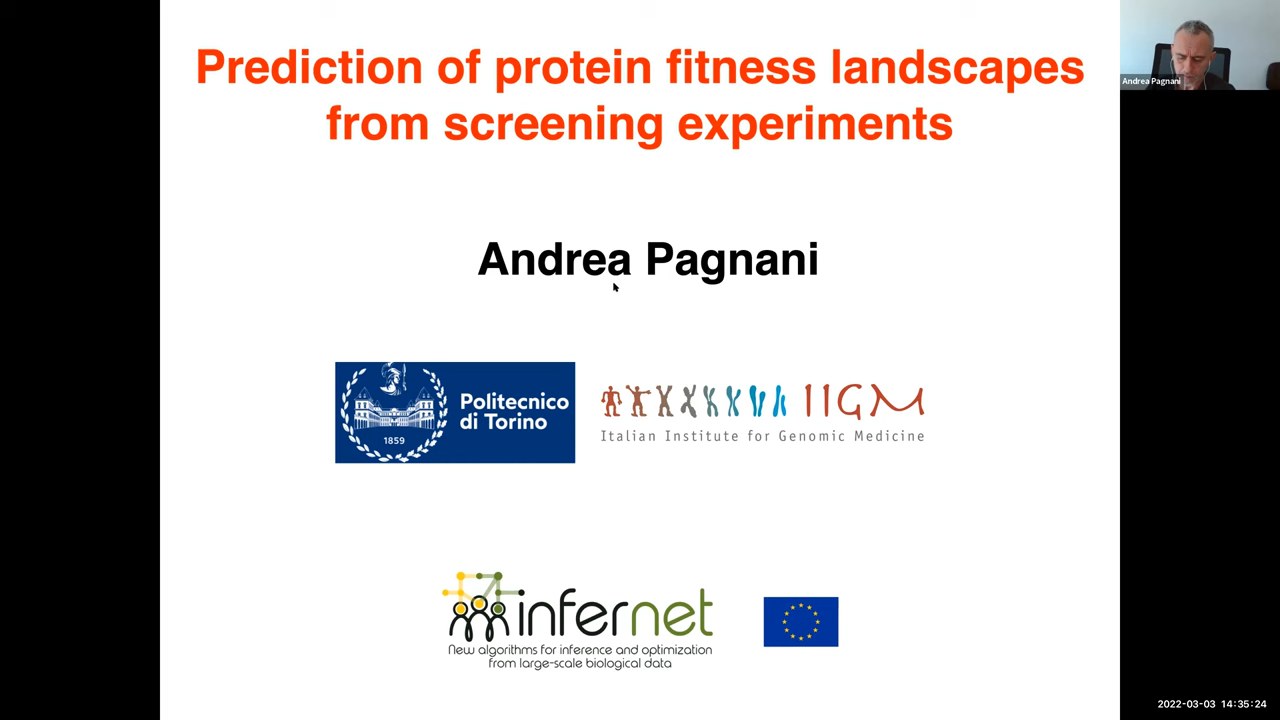 Prediction of protein fitness landscapes
from screening experiments
Andrea Pagnani
Andrea Pagnani
Politecnico
di Torino
1859
IIGM
Italian Institute for Genomic Medicine
infernet
New algorithms for inference and optimization
from large-scale biological data
2022-03-03 14:35:24